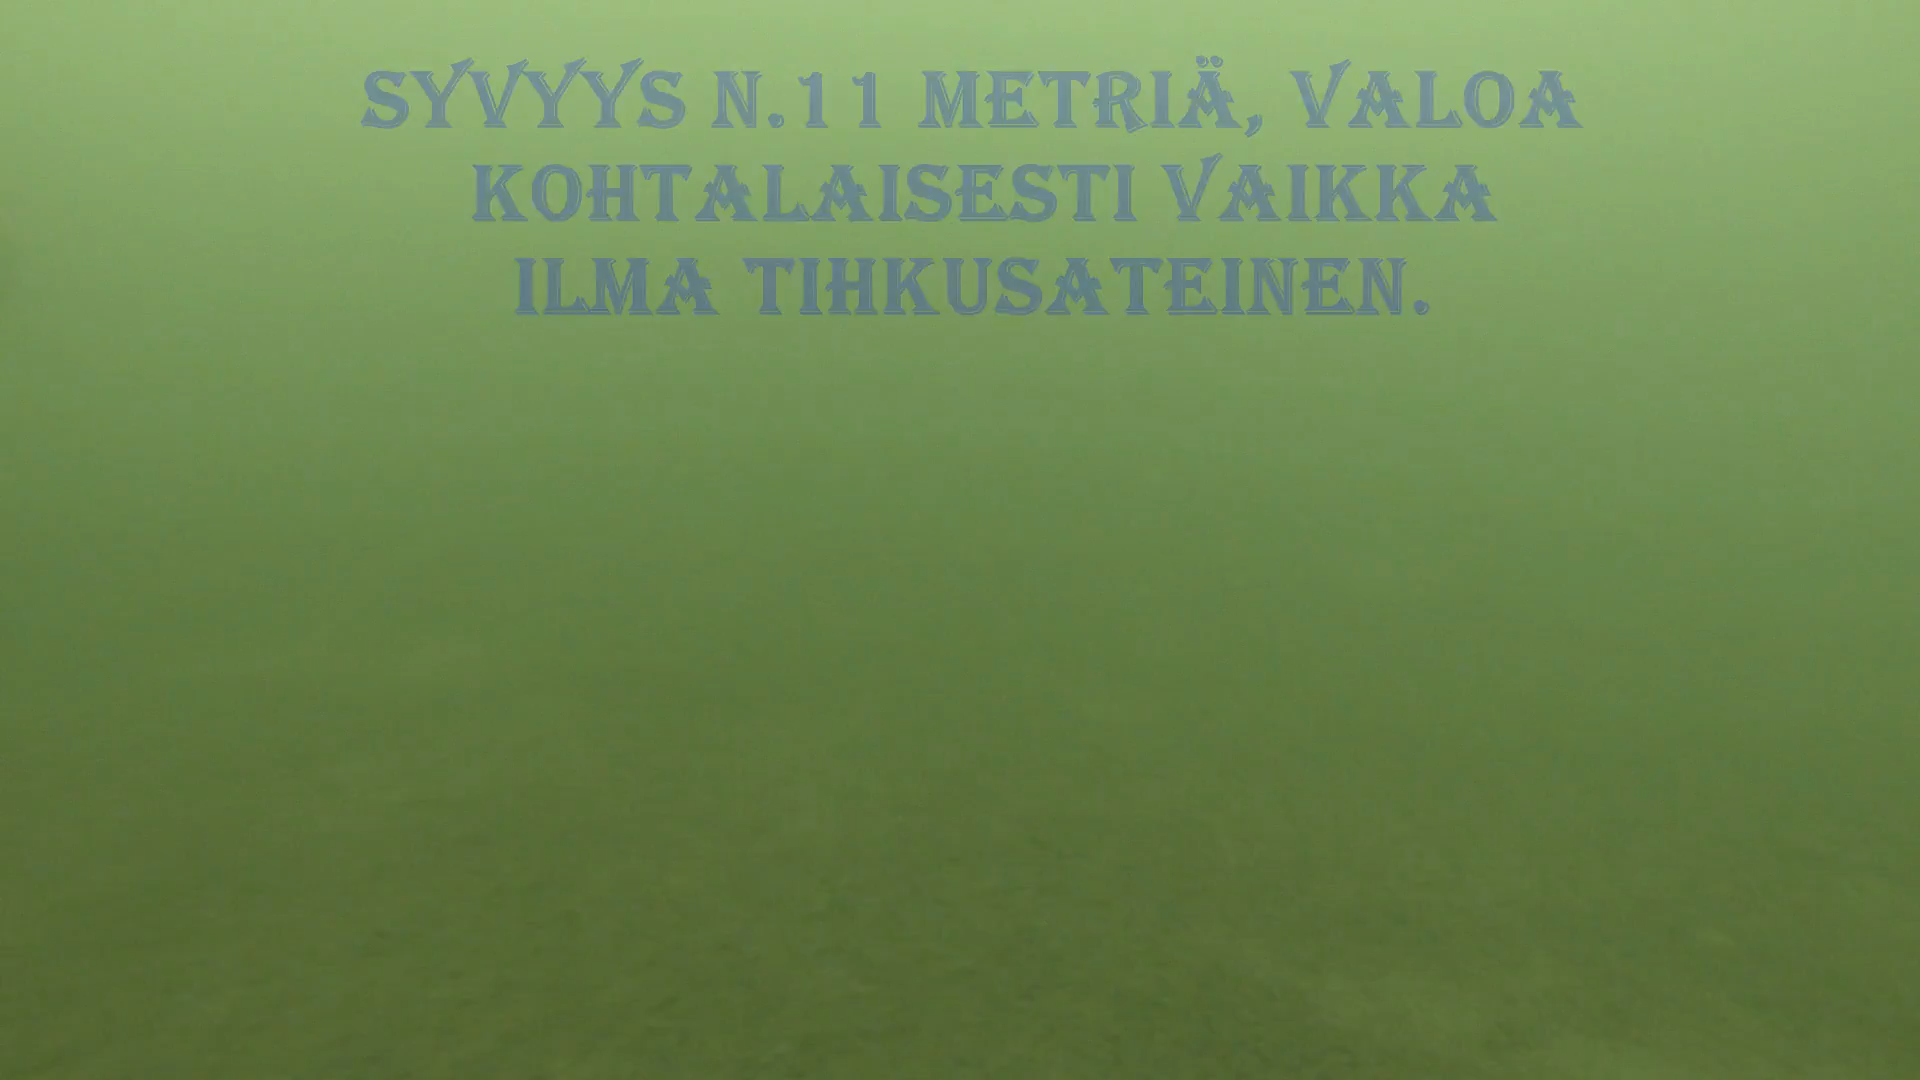 SYVYYS N.11 METRIÄ, VALOA
KOHTALAISESTI VAIKKA
ILMA TIHKUSATEINEN.